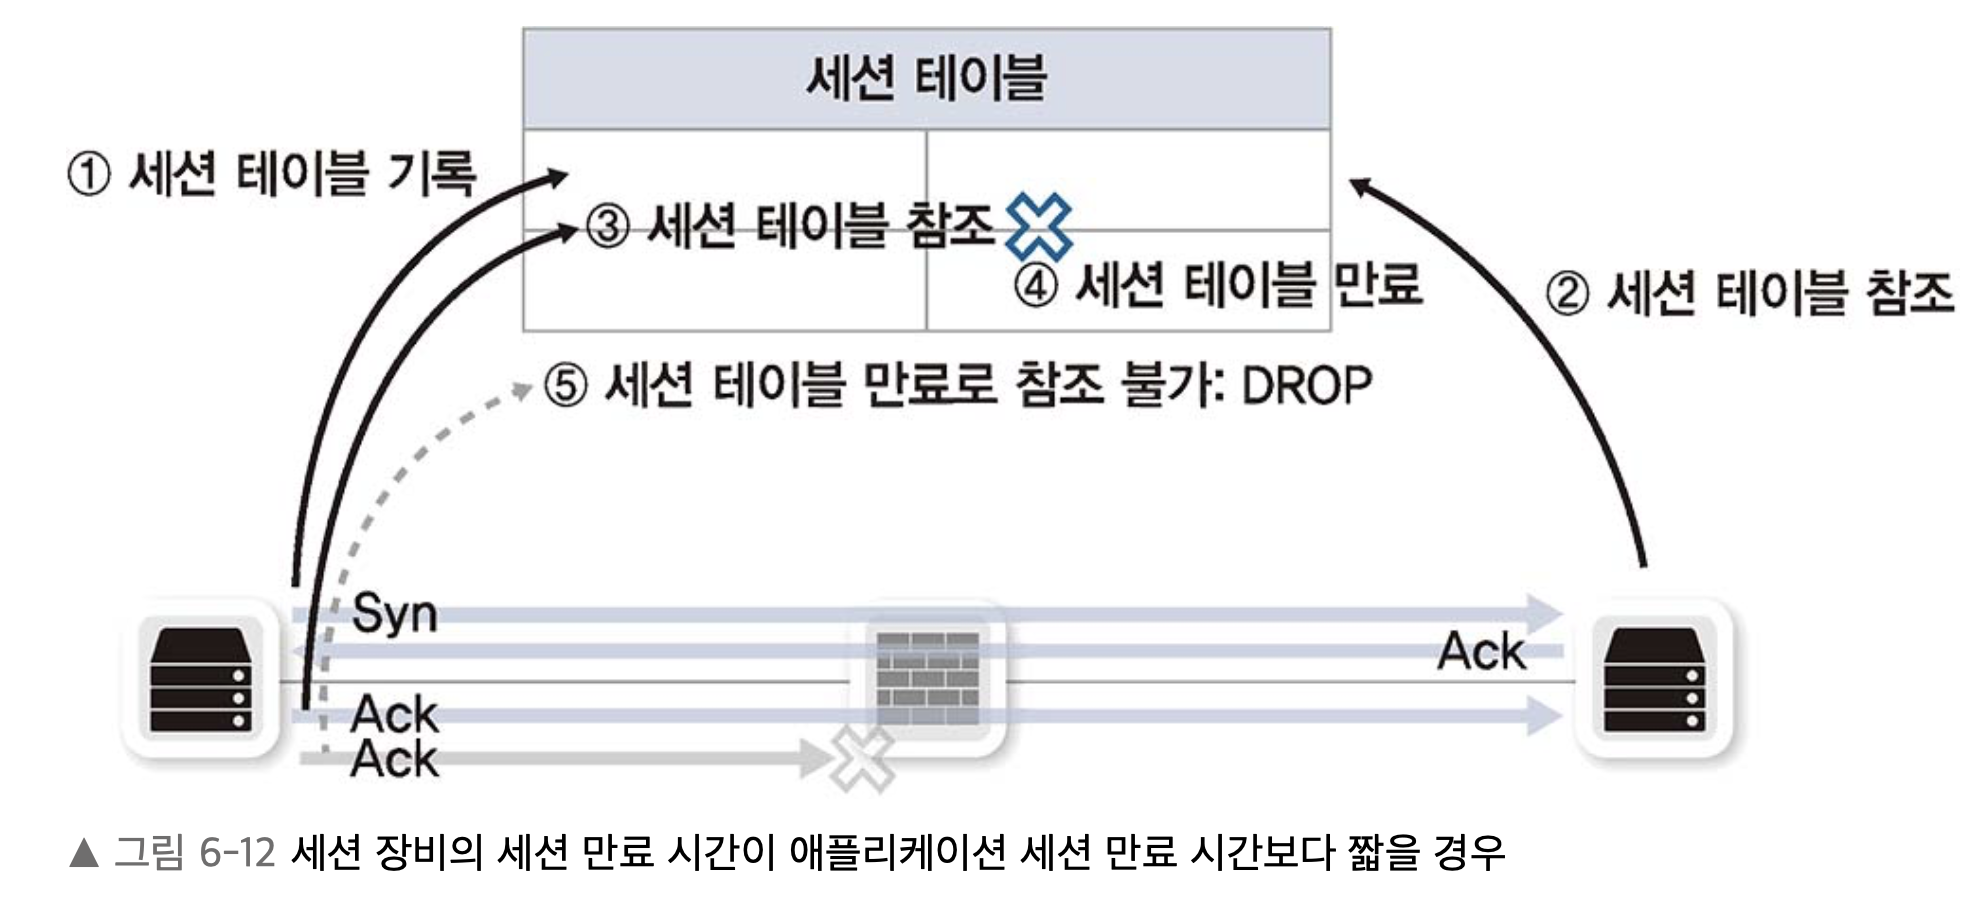 세션 테이블
① 세션 테이블 기록
③ 세션 테이블 참조
④ 세션 테이블 만료
② 세션 테이블 참조
⑤ 세션 테이블 만료로 참조 불가: DROP
Syn
Ack
Ack
Ack
▲ 그림 6-12 세션 장비의 세션 만료 시간이 애플리케이션 세션 만료 시간보다 짧을 경우